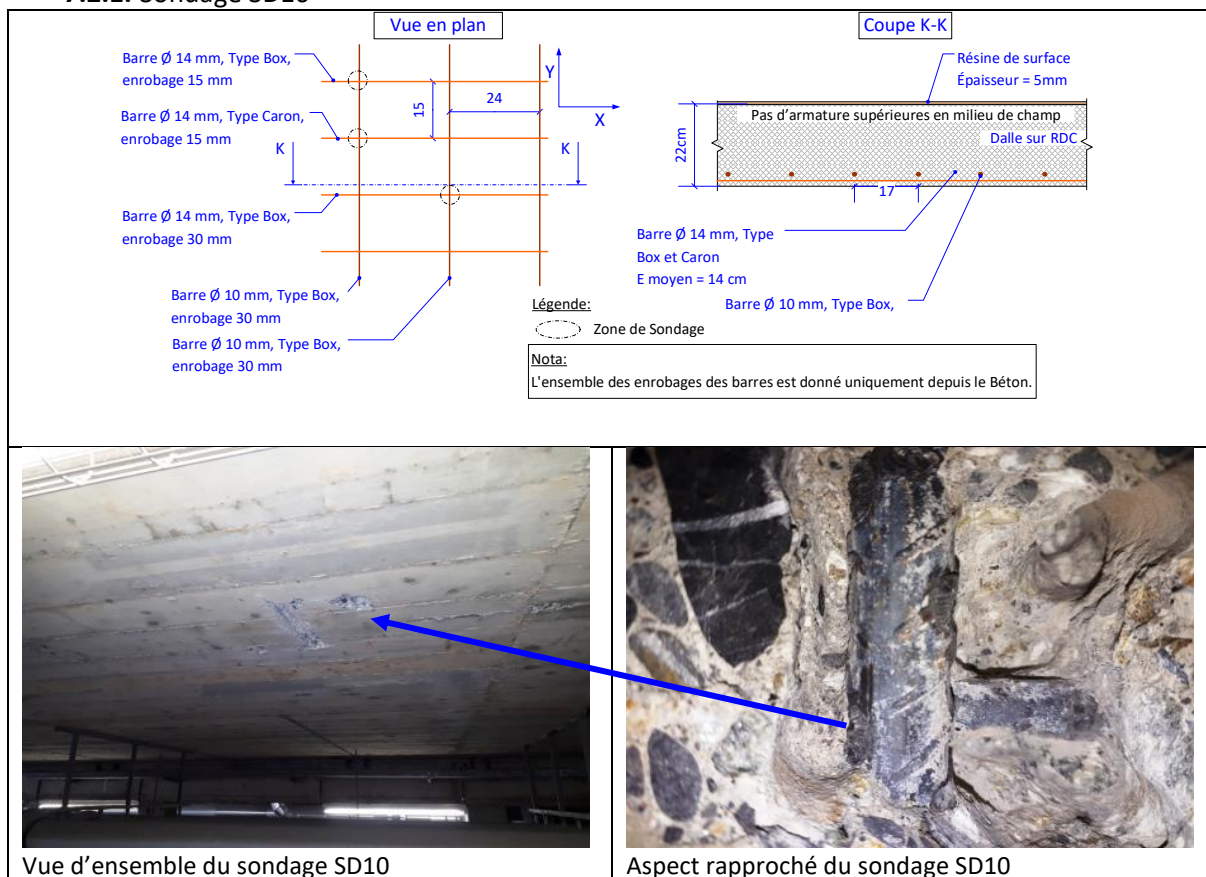 7.2.2. Sondage SD10
Vue en plan
Coupe K-K
Barre Ø 14 mm, Type Box,
enrobage 15 mm
Barre Ø 14 mm, Type Caron,
enrobage 15 mm
K
K
Barre Ø 14 mm, Type Box,
enrobage 30 mm
Barre Ø 10 mm, Type Box,
enrobage 30 mm
Barre Ø 10 mm, Type Box,
enrobage 30 mm
15
24
Y
X
Résine de surface
Épaisseur = 5mm
Pas d'armature supérieures en milieu de champ
Dalle sur RDC
22cm
17
Barre Ø 14 mm, Type
Box et Caron
E moyen = 14 cm
Barre Ø 10 mm, Type Box,
Légende:
Zone de Sondage
Nota:
L'ensemble des enrobages des barres est donné uniquement depuis le Béton.
Vue d’ensemble du sondage SD10
Aspect rapproché du sondage SD10